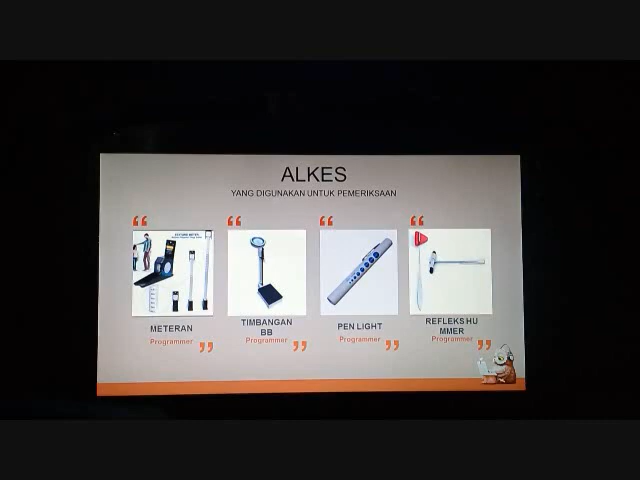 ALKES
YANG DIGUNAKAN UNTUK PEMERIKSAAN
METERAN
Programmer
TIMBANGAN
BB
Programmer
PEN LIGHT
Programmer
REFLEKS HU
MMER
Programmer